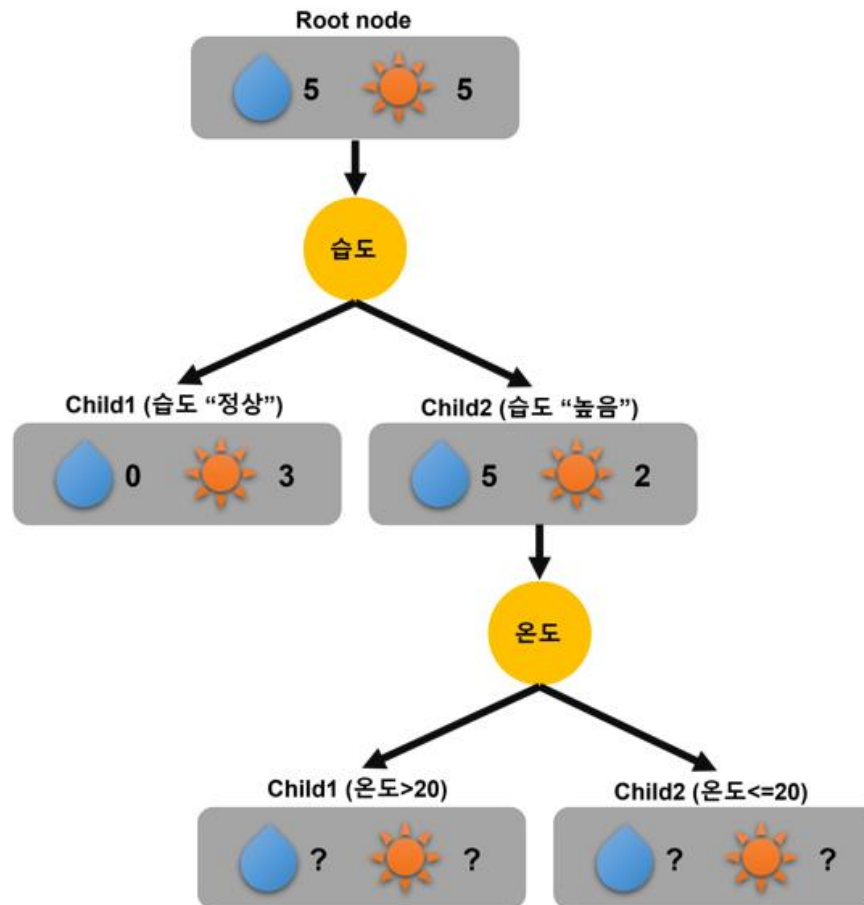 Root node
5 5
습도
Child1 (습도 “정상”)
Child2 (습도 “높음”)
0 3
5 2
온도
Child1 (온도>20)
Child2 (온도<=20)
? ?
? ?